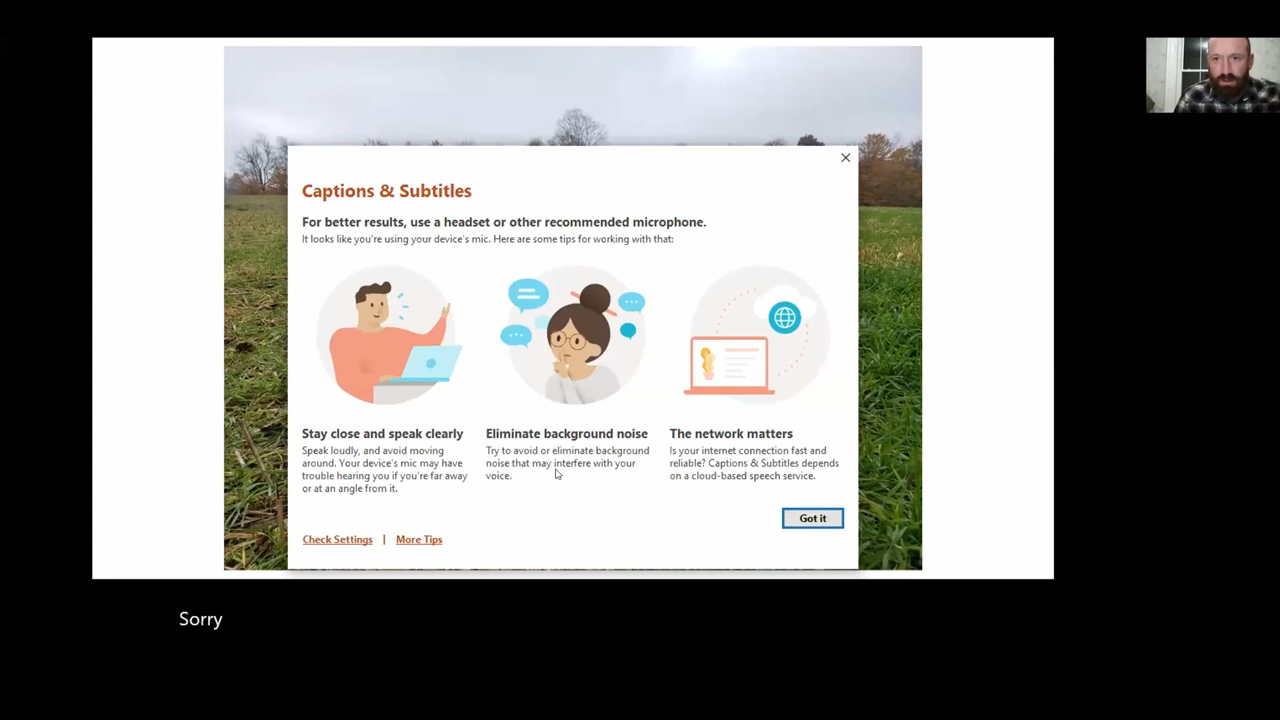 Captions & Subtitles
For better results, use a headset or other recommended microphone.
It looks like you're using your device's mic. Here are some tips for working with that:
Stay close and speak clearly
Speak loudly, and avoid moving
around. Your device's mic may have
trouble hearing you if you're far away
or at an angle from it.
Eliminate background noise
Try to avoid or eliminate background
noise that may interfere with your
voice.
The network matters
Is your internet connection fast and
reliable? Captions & Subtitles depends
on a cloud-based speech service.
Got it
Check Settings | More Tips
Sorry